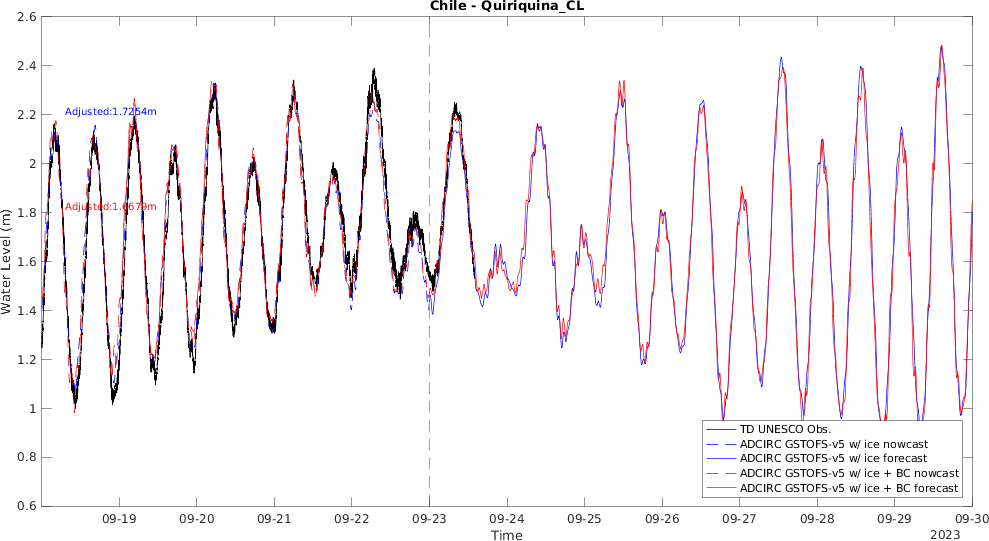 Chile - Quiriquina_CL
2.6
2.4
2.2
2
1.8
1.6
1.4
1.2
1
0.8
0.6
Water Level (m)
Adjusted:1.7254m
Adjusted:1.6679m
TD UNESCO Obs.
ADCIRC GSTOFS-v5 w/ ice nowcast
ADCIRC GSTOFS-v5 w/ ice forecast
ADCIRC GSTOFS-v5 w/ ice + BC nowcast
ADCIRC GSTOFS-v5 w/ ice + BC forecast
09-19 09-20 09-21 09-22 09-23 09-24 09-25 09-26 09-27 09-28 09-29 09-30
Time
2023